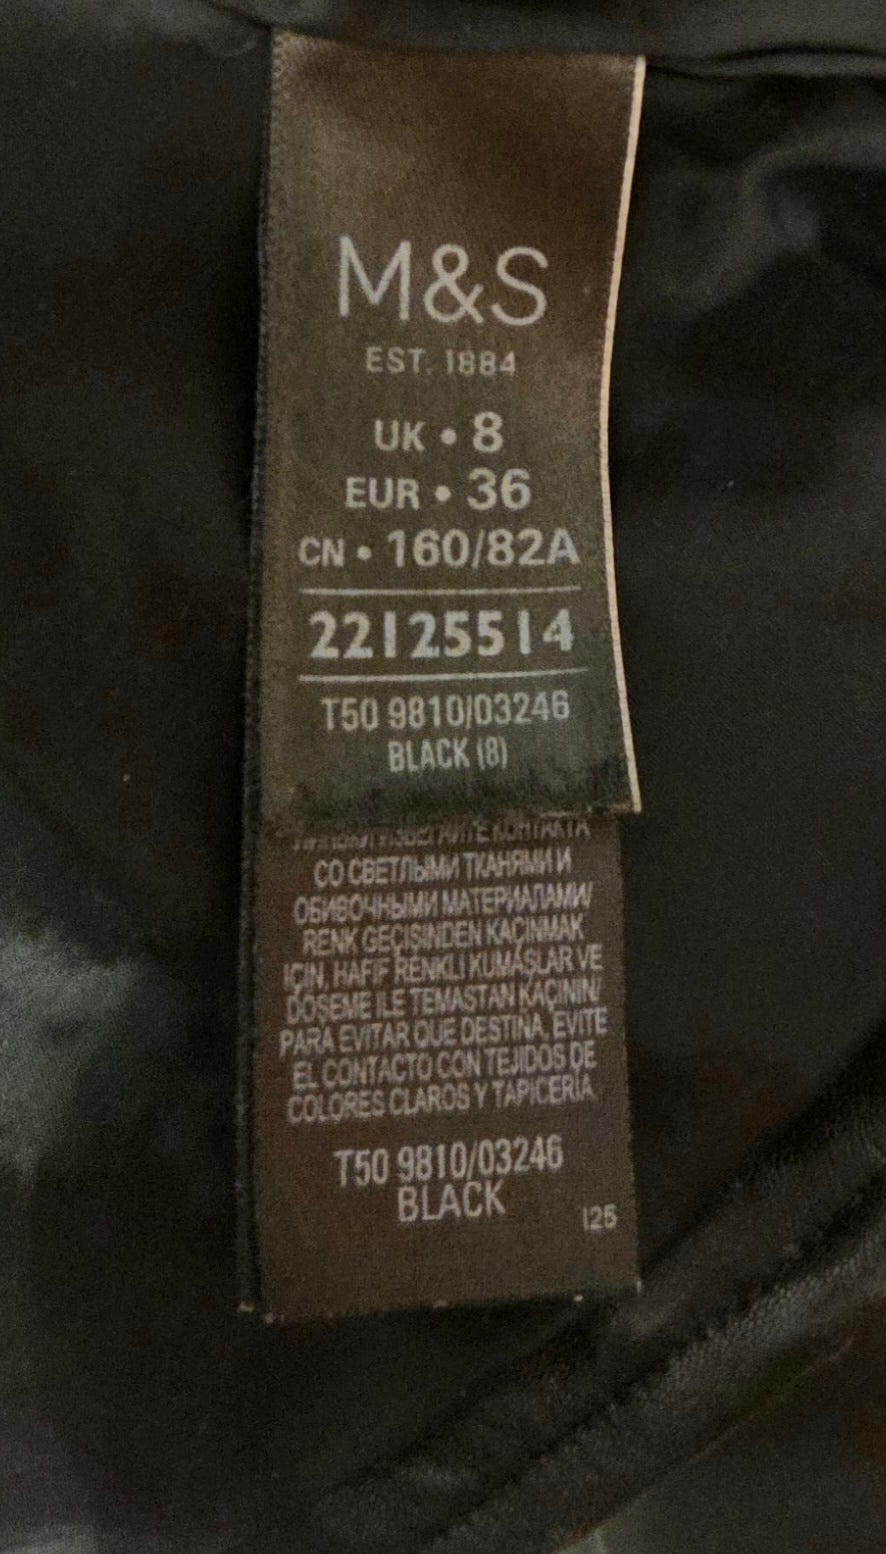 M&S
EST. 1884
UK • 8
EUR • 36
CN • 160/82A
22125514
T50 9810/03246
BLACK (8)
КОНТАКТА
СО СВЕТЛЫМИ ТКАНЯМИ И
ОБИВОЧНЫМИ МАТЕРИАЛАМИ/
RENK GEÇİŞİNDEN KAÇINMAK
İÇİN, HAFİF RENKLİ KUMAŞLAR VE
DÖŞEME İLE TEMASTAN KAÇININ/
PARA EVITAR QUE DESTIÑA, EVITE
EL CONTACTO CON TEJIDOS DE
COLORES CLAROS Y TAPICERÍA.
T50 9810/03246
BLACK
125